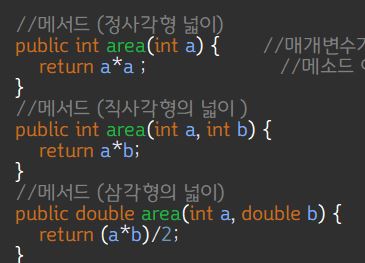 //메서드 (정사각형 넓이)
public int area(int a) { //매개변수가
return a*a ; //메소드
}
//메서드 (직사각형의 넓이 )
public int area(int a, int b) {
return a*b;
}
//메서드 (삼각형의 넓이)
public double area(int a, double b) {
return (a*b)/2;
}